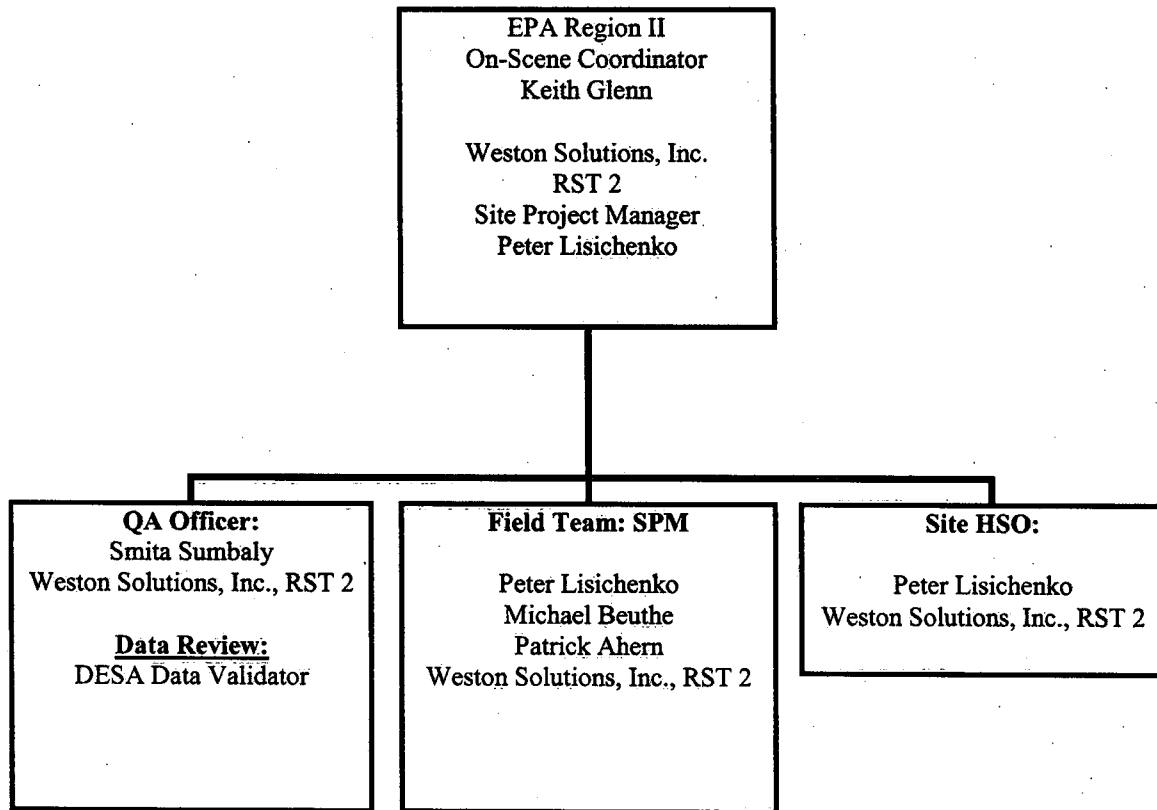 EPA Region II
On-Scene Coordinator
Keith Glenn
Weston Solutions, Inc.
RST 2
Site Project Manager
Peter Lisichenko
QA Officer:
Smita Sumbaly
Weston Solutions, Inc., RST 2
Data Review:
DESA Data Validator
Field Team: SPM
Peter Lisichenko
Michael Beuthe
Patrick Ahern
Weston Solutions, Inc., RST 2
Site HSO:
Peter Lisichenko
Weston Solutions, Inc., RST 2